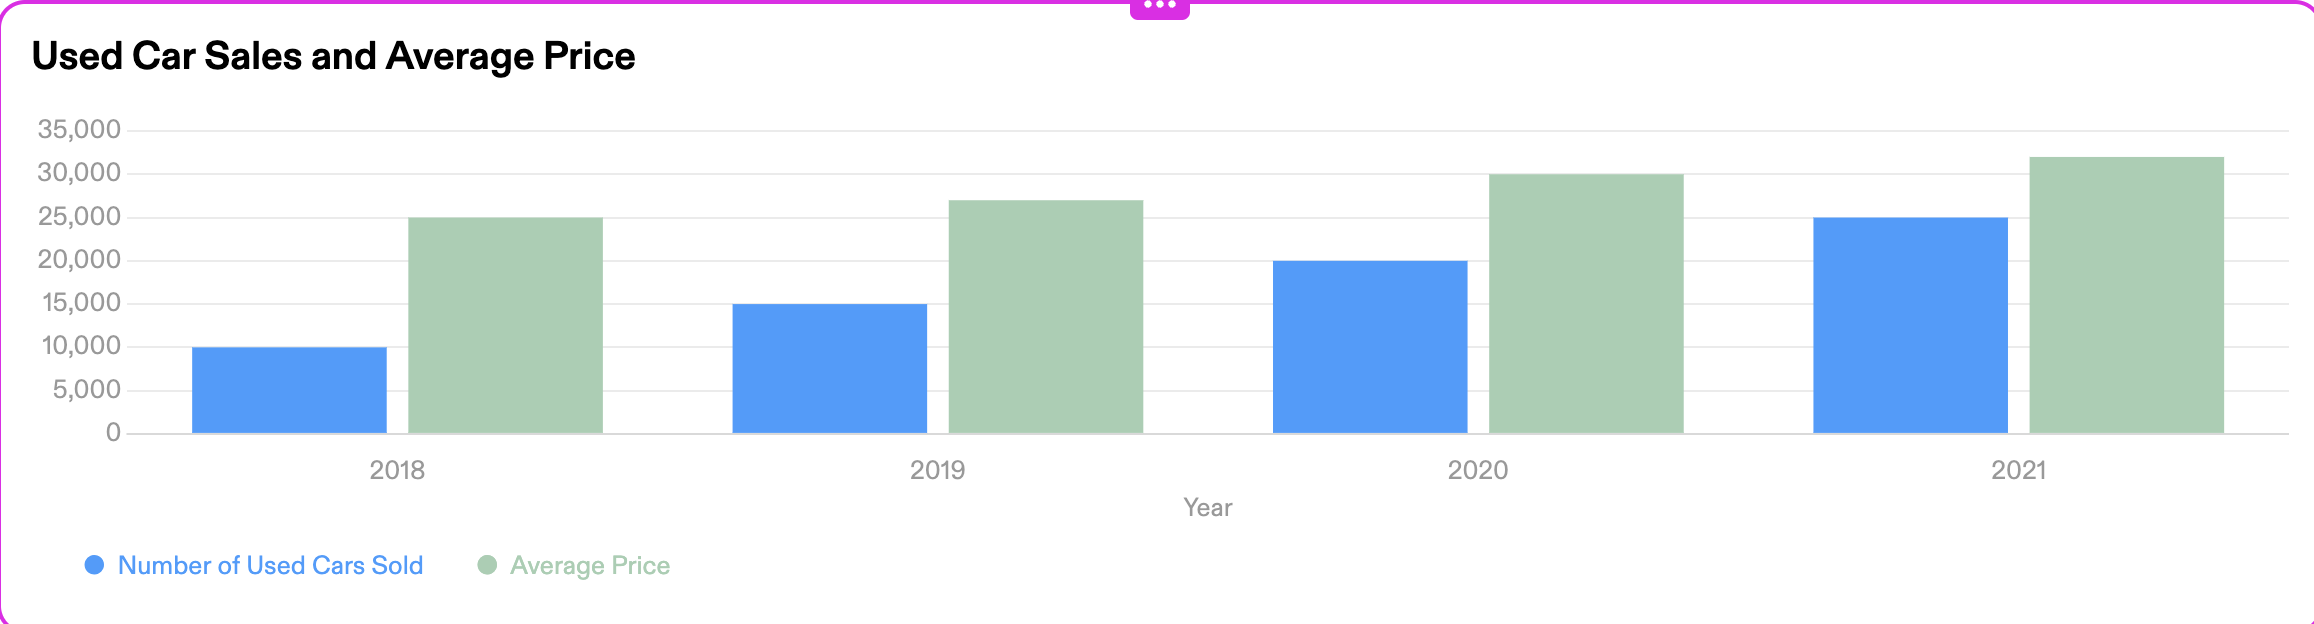 Used Car Sales and Average Price
35,000
30,000
25,000
20,000
15,000
10,000
5,000
0
2018 2019 2020 2021
Year
Number of Used Cars Sold Average Price